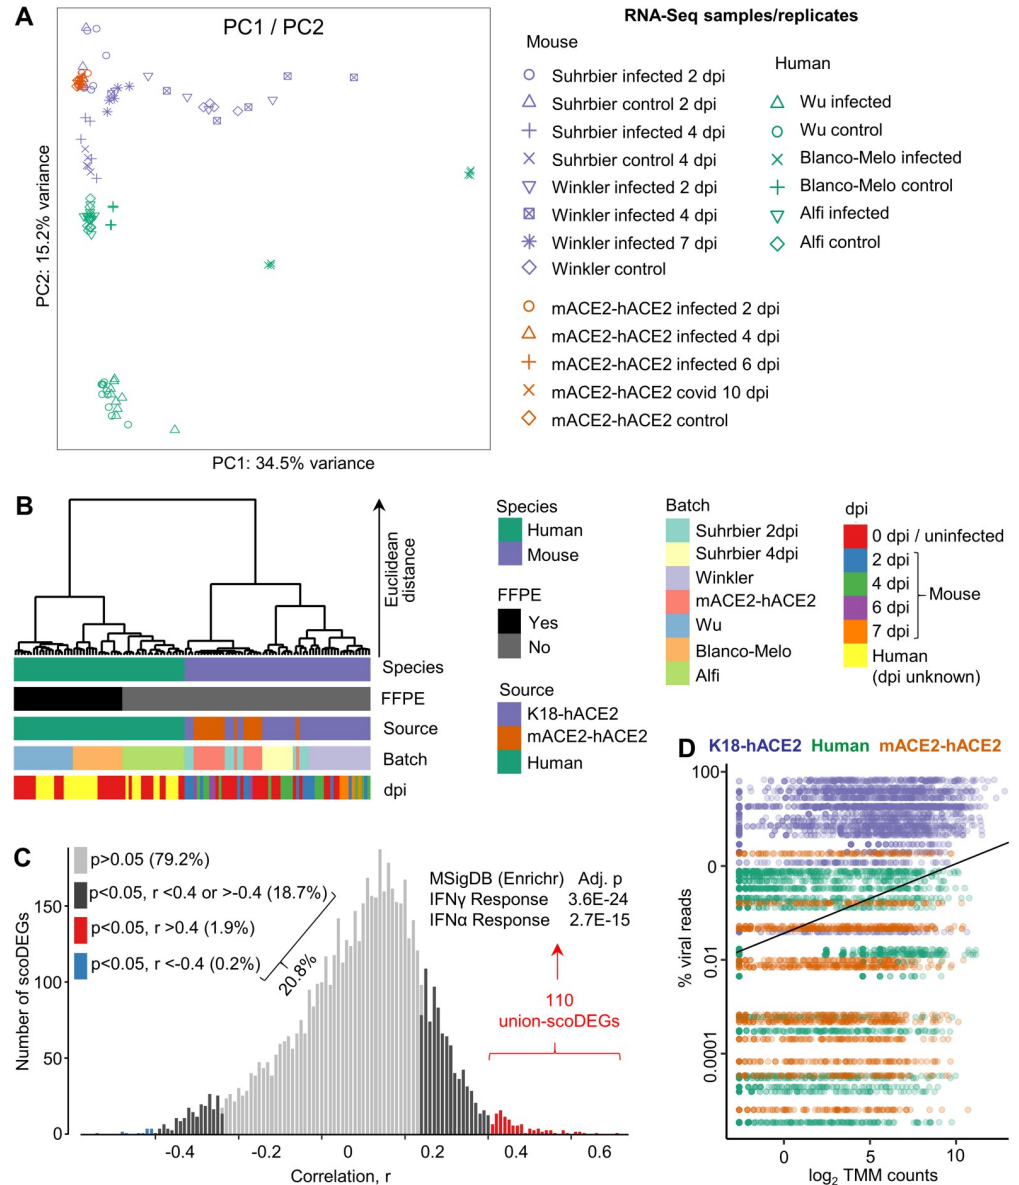 A
PC1 / PC2
PC2: 15.2% variance
PC1: 34.5% variance
RNA-Seq samples/replicates
Mouse
Suhrbier infected 2 dpi
Suhrbier control 2 dpi
Suhrbier infected 4 dpi
Suhrbier control 4 dpi
Winkler infected 2 dpi
Winkler infected 4 dpi
Winkler infected 7 dpi
Winkler control
mACE2-hACE2 infected 2 dpi
mACE2-hACE2 infected 4 dpi
mACE2-hACE2 infected 6 dpi
mACE2-hACE2 covid 10 dpi
mACE2-hACE2 control
Human
Wu infected
Wu control
Blanco-Melo infected
Blanco-Melo control
Alfi infected
Alfi control
B
Euclidean
distance
Species
FFPE
Source
Batch
dpi
Species
Human
Mouse
FFPE
Yes
No
Source
K18-hACE2
mACE2-hACE2
Human
Batch
Suhrbier 2dpi
Suhrbier 4dpi
Winkler
mACE2-hACE2
Wu
Blanco-Melo
Alfi
dpi
0 dpi / uninfected
2 dpi
4 dpi
6 dpi
7 dpi
Mouse
Human
(dpi unknown)
C
p>0.05 (79.2%)
p<0.05, r <0.4 or >-0.4 (18.7%)
p<0.05, r >0.4 (1.9%)
p<0.05, r <-0.4 (0.2%)
20.8%
MSigDB (Enrichr) Adj. p
IFNγ Response 3.6E-24
IFNα Response 2.7E-15
110
union-scoDEGs
Number of scoDEGs
150
100
50
0
-0.4 -0.2 0 0.2 0.4 0.6
Correlation, r
D
K18-hACE2 Human mACE2-hACE2
% viral reads
100
0
0.01
0.0001
0 5 10
log₂ TMM counts